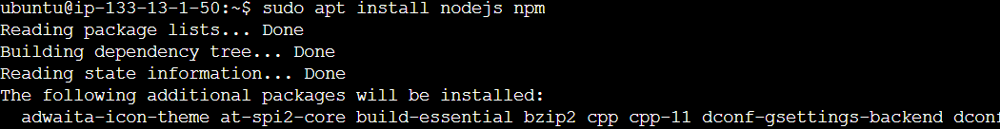 ubuntu@ip-133-13-1-50:~$ sudo apt install nodejs npm
Reading package lists... Done
Building dependency tree... Done
Reading state information... Done
The following additional packages will be installed:
  adwaita-icon-theme at-spi2-core build-essential bzip2 cpp cpp-11 dconf-gsettings-backend dconf